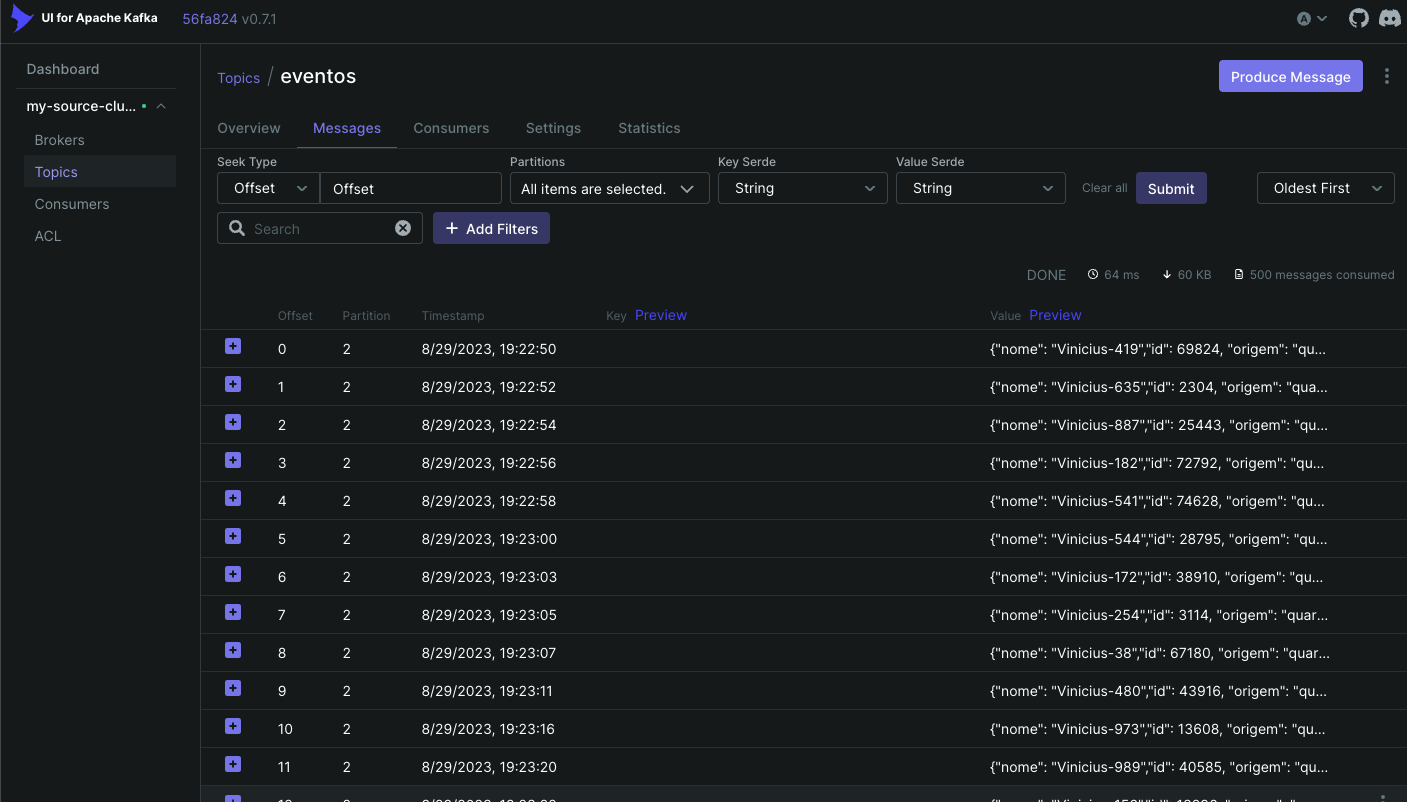 UI for Apache Kafka 56fa824 v0.7.1 A
Dashboard
my-source-clu...
Brokers
Topics
Consumers
ACL
Topics / eventos
Produce Message
Overview Messages Consumers Settings Statistics
Seek Type Partitions Key Serde Value Serde
Offset Offset All items are selected. String String Clear all Submit Oldest First
Search Add Filters
DONE 64 ms 60 KB 500 messages consumed
Offset Partition Timestamp Key Preview Value Preview
0 2 8/29/2023, 19:22:50 {"nome": "Vinicius-419","id": 69824, "origem": "qu...
1 2 8/29/2023, 19:22:52 {"nome": "Vinicius-635","id": 2304, "origem": "qua...
2 2 8/29/2023, 19:22:54 {"nome": "Vinicius-887","id": 25443, "origem": "qu...
3 2 8/29/2023, 19:22:56 {"nome": "Vinicius-182","id": 72792, "origem": "qu...
4 2 8/29/2023, 19:22:58 {"nome": "Vinicius-541","id": 74628, "origem": "qu...
5 2 8/29/2023, 19:23:00 {"nome": "Vinicius-544","id": 28795, "origem": "qu...
6 2 8/29/2023, 19:23:03 {"nome": "Vinicius-172","id": 38910, "origem": "qu...
7 2 8/29/2023, 19:23:05 {"nome": "Vinicius-254","id": 3114, "origem": "quar...
8 2 8/29/2023, 19:23:07 {"nome": "Vinicius-38","id": 67180, "origem": "quar...
9 2 8/29/2023, 19:23:11 {"nome": "Vinicius-480","id": 43916, "origem": "qu...
10 2 8/29/2023, 19:23:16 {"nome": "Vinicius-973","id": 13608, "origem": "qu...
11 2 8/29/2023, 19:23:20 {"nome": "Vinicius-989","id": 40585, "origem": "qu...